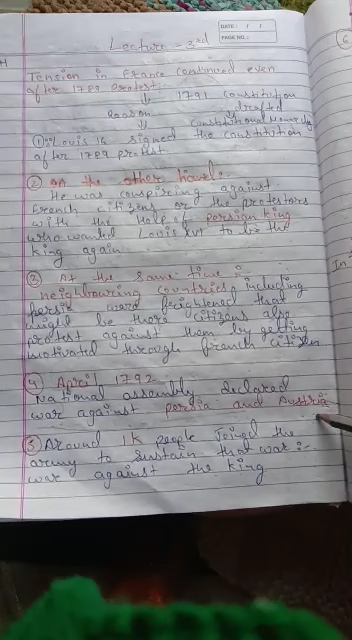 DATE: / /
PAGE NO.:
Lecture - 3rd
Tension in France continued even
after 1789 protest.
1791 constitution
drafted
Reason
Constitutional Monarchy
① Louis 16 signed the constitution
after 1789 protest
② On the other hand :-
He was conspiring against
French citizens or the protestors
with the help of persian king
who wanted Louis XVI to be the
king again
③ At the same time :-
neighbouring countries including
Persia were frightened that
might be there citizens also
protest against them by getting
motivated through french citizen
④ April 1792
National assembly declared
war against persia and Austria
⑤ Around 1k people Joined the
army to sustain that war :-
war against the king